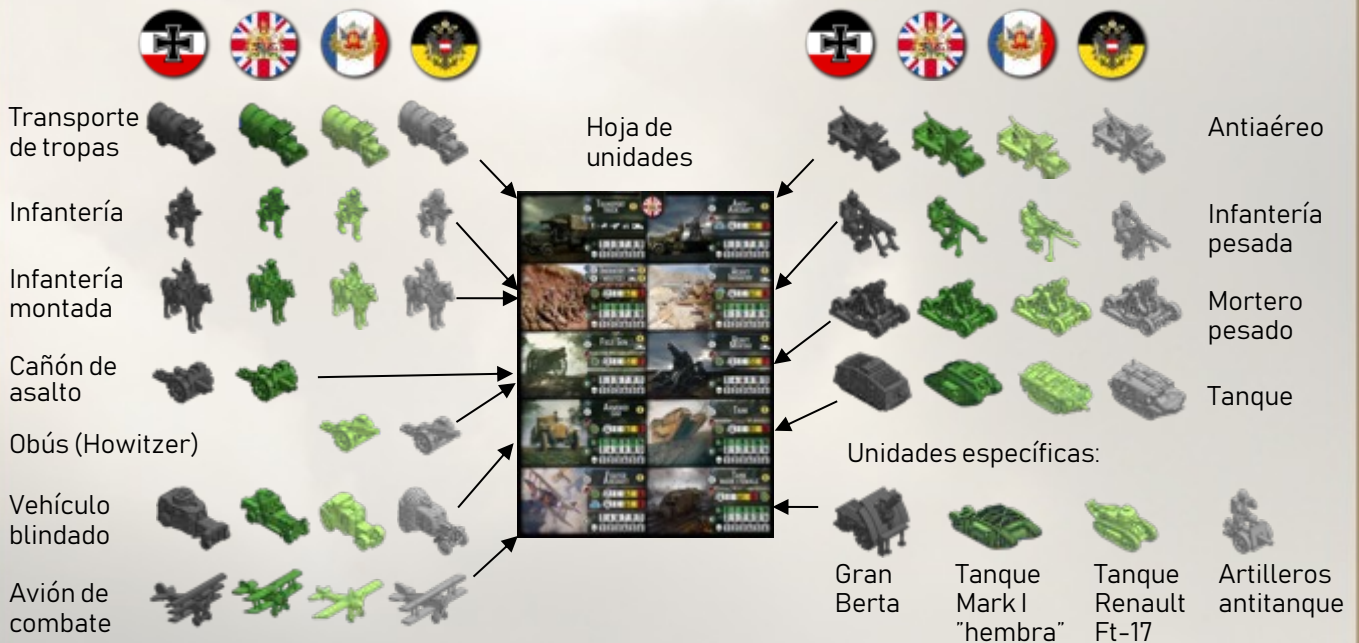 Transporte
de tropas
Infantería
Infantería
montada
Cañón de
asalto
Obús (Howitzer)
Vehículo
blindado
Avión de
combate
Hoja de
unidades
Antiaéreo
Infantería
pesada
Mortero
pesado
Tanque
Unidades específicas:
Gran
Berta
Tanque
Mark I
"hembra"
Tanque
Renault
Ft-17
Artilleros
antitanque